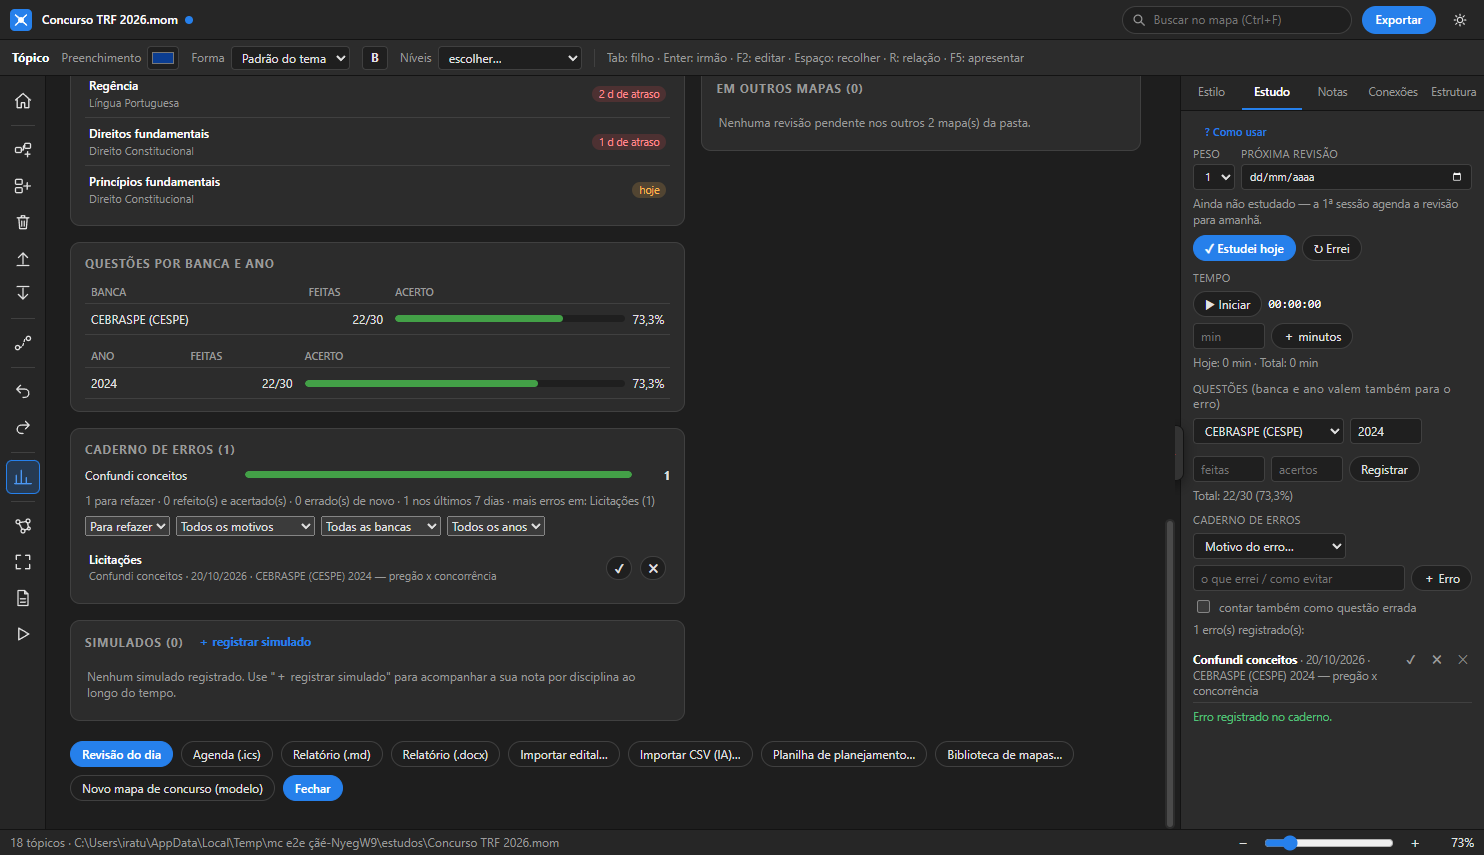 Concurso TRF 2026.mom
Buscar no mapa (Ctrl+F)
Exportar
Tópico Preenchimento Forma Padrão do tema B Níveis escolher... Tab: filho · Enter: irmão · F2: editar · Espaço: recolher · R: relação · F5: apresentar
Regência
Língua Portuguesa
2 d de atraso
Direitos fundamentais
Direito Constitucional
1 d de atraso
Princípios fundamentais
Direito Constitucional
hoje
EM OUTROS MAPAS (0)
Nenhuma revisão pendente nos outros 2 mapa(s) da pasta.
QUESTÕES POR BANCA E ANO
BANCA FEITAS ACERTO
CEBRASPE (CESPE) 22/30 73,3%
ANO FEITAS ACERTO
2024 22/30 73,3%
CADERNO DE ERROS (1)
Confundi conceitos 1
1 para refazer · 0 refeito(s) e acertado(s) · 0 errado(s) de novo · 1 nos últimos 7 dias · mais erros em: Licitações (1)
Para refazer Todos os motivos Todas as bancas Todos os anos
Licitações
Confundi conceitos · 20/10/2026 · CEBRASPE (CESPE) 2024 — pregão x concorrência
✓ ✕
SIMULADOS (0) + registrar simulado
Nenhum simulado registrado. Use "+ registrar simulado" para acompanhar a sua nota por disciplina ao
longo do tempo.
Revisão do dia Agenda (.ics) Relatório (.md) Relatório (.docx) Importar edital... Importar CSV (IA)... Planilha de planejamento... Biblioteca de mapas...
Novo mapa de concurso (modelo) Fechar
Estilo Estudo Notas Conexões Estrutura
? Como usar
PESO PRÓXIMA REVISÃO
1 dd/mm/aaaa
Ainda não estudado — a 1ª sessão agenda a revisão
para amanhã.
✓ Estudei hoje ↻ Errei
TEMPO
▶ Iniciar 00:00:00
min + minutos
Hoje: 0 min · Total: 0 min
QUESTÕES (banca e ano valem também para o
erro)
CEBRASPE (CESPE) 2024
feitas acertos Registrar
Total: 22/30 (73,3%)
CADERNO DE ERROS
Motivo do erro...
o que errei / como evitar + Erro
contar também como questão errada
1 erro(s) registrado(s):
Confundi conceitos · 20/10/2026 · ✓ ✕ ✕
CEBRASPE (CESPE) 2024 — pregão x
concorrência
Erro registrado no caderno.
18 tópicos · C:\Users\iratu\AppData\Local\Temp\mc e2e çãé-NyegW9\estudos\Concurso TRF 2026.mom
− + 73%